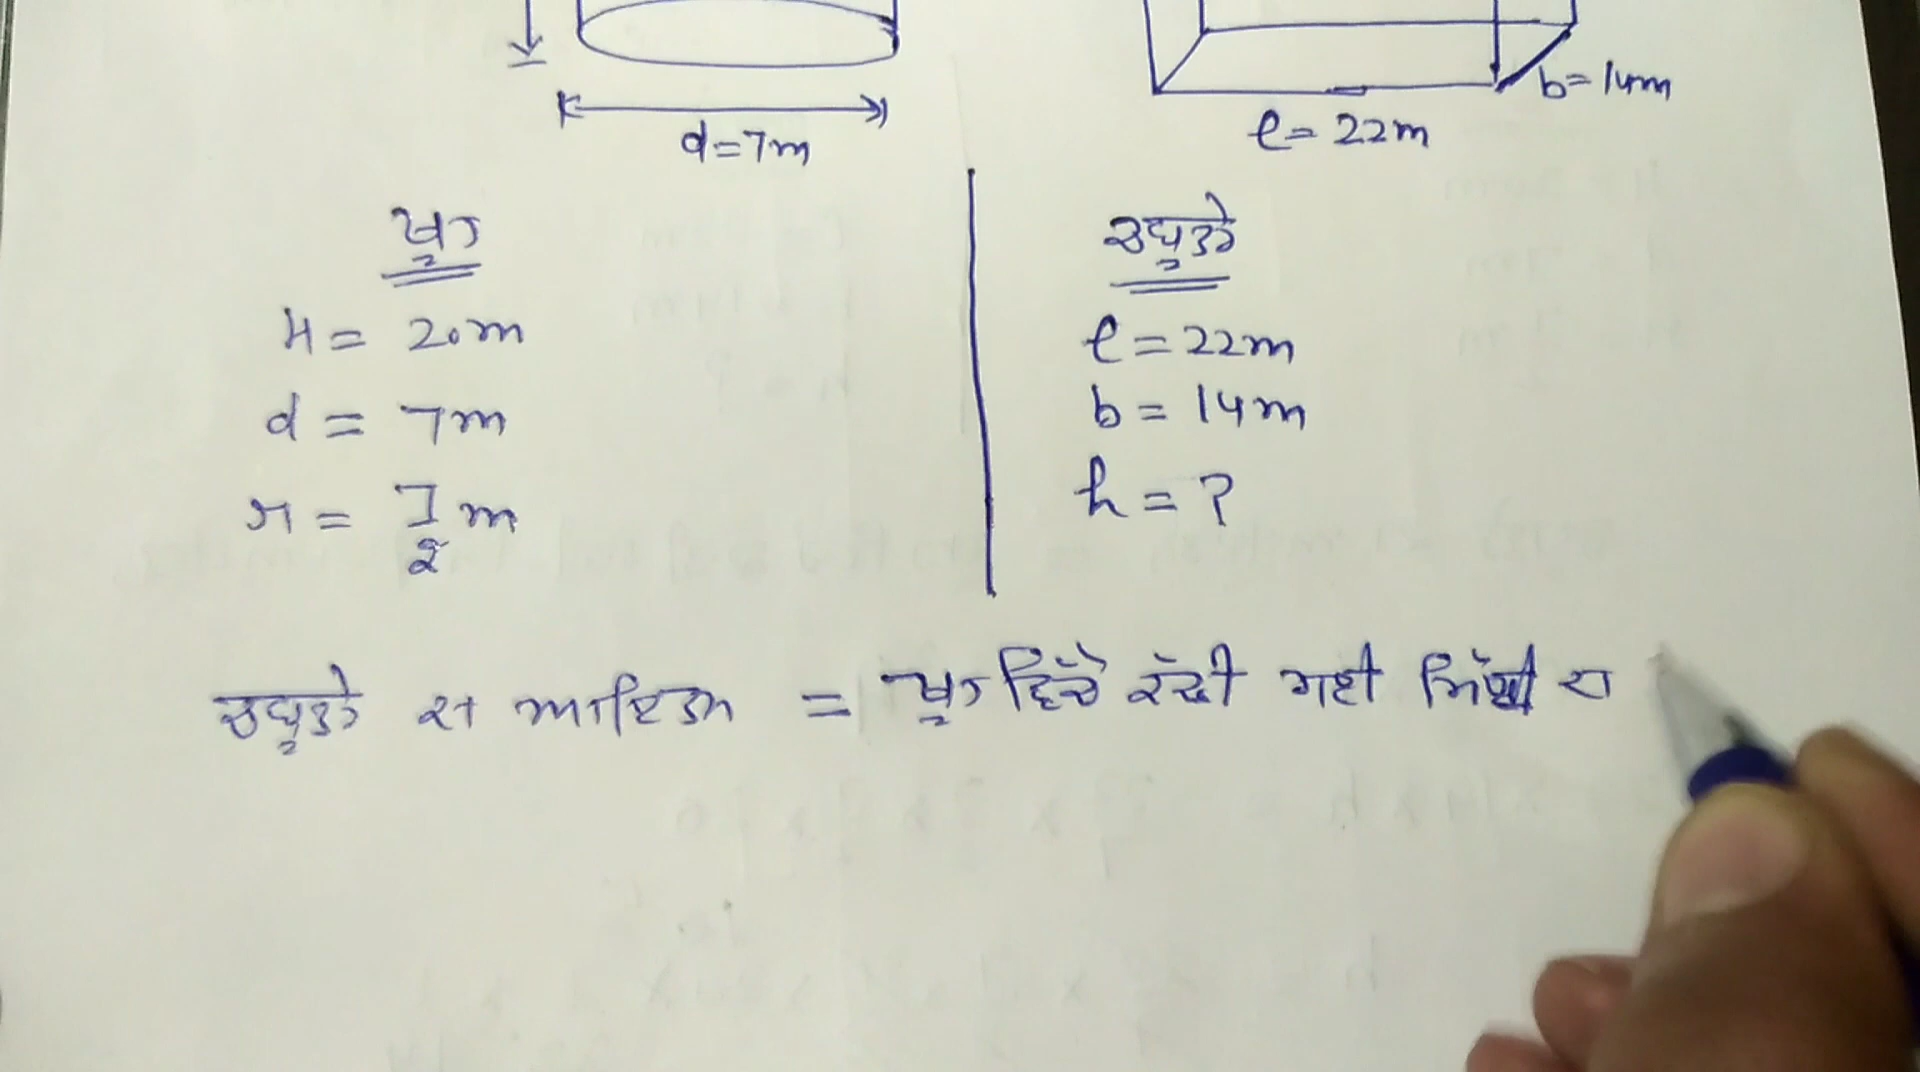 b = 14m
d = 7m
l = 22m
ਖੂਹ
H = 20m
d = 7m
r = 7/2 m
ਚਬੂਤਰੇ
l = 22m
b = 14m
h = ?
ਚਬੂਤਰੇ ਦਾ ਆਇਤਨ = ਖੂਹ ਵਿੱਚੋਂ ਕੱਢੀ ਗਈ ਮਿੱਟੀ ਦਾ